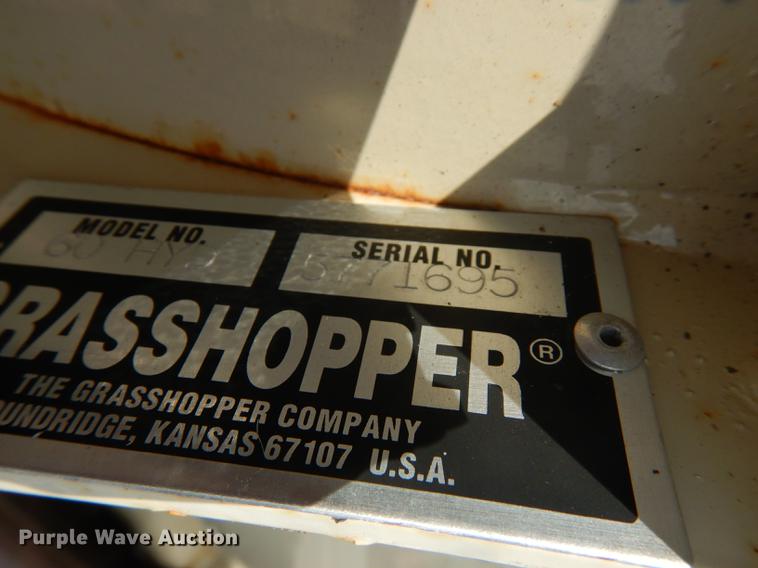 MODEL NO.
SERIAL NO.
RASSHOPPER®
THE GRASSHOPPER COMPANY
OUNDRIDGE, KANSAS 67107 U.S.A.
Purple Wave Auction